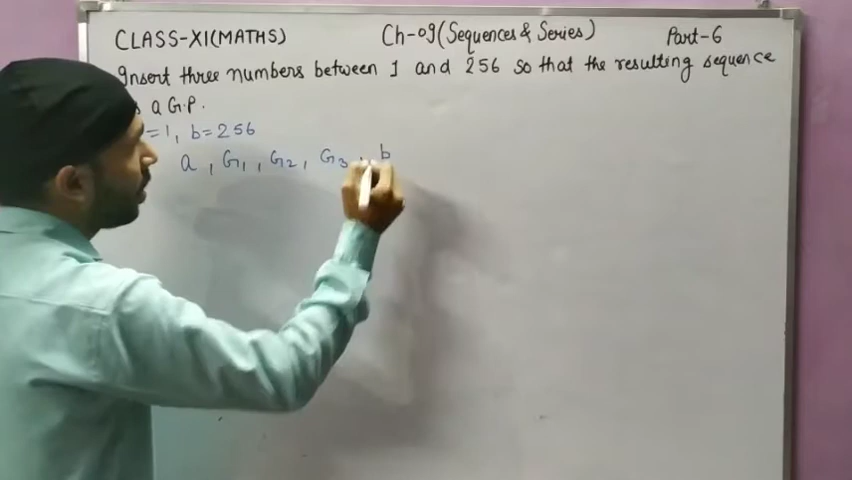 CLASS-XI(MATHS) Ch-09(Sequences & Series) Part-6
Insert three numbers between 1 and 256 so that the resulting sequence
a G.P.
=1, b=256
a, G1, G2, G3, b